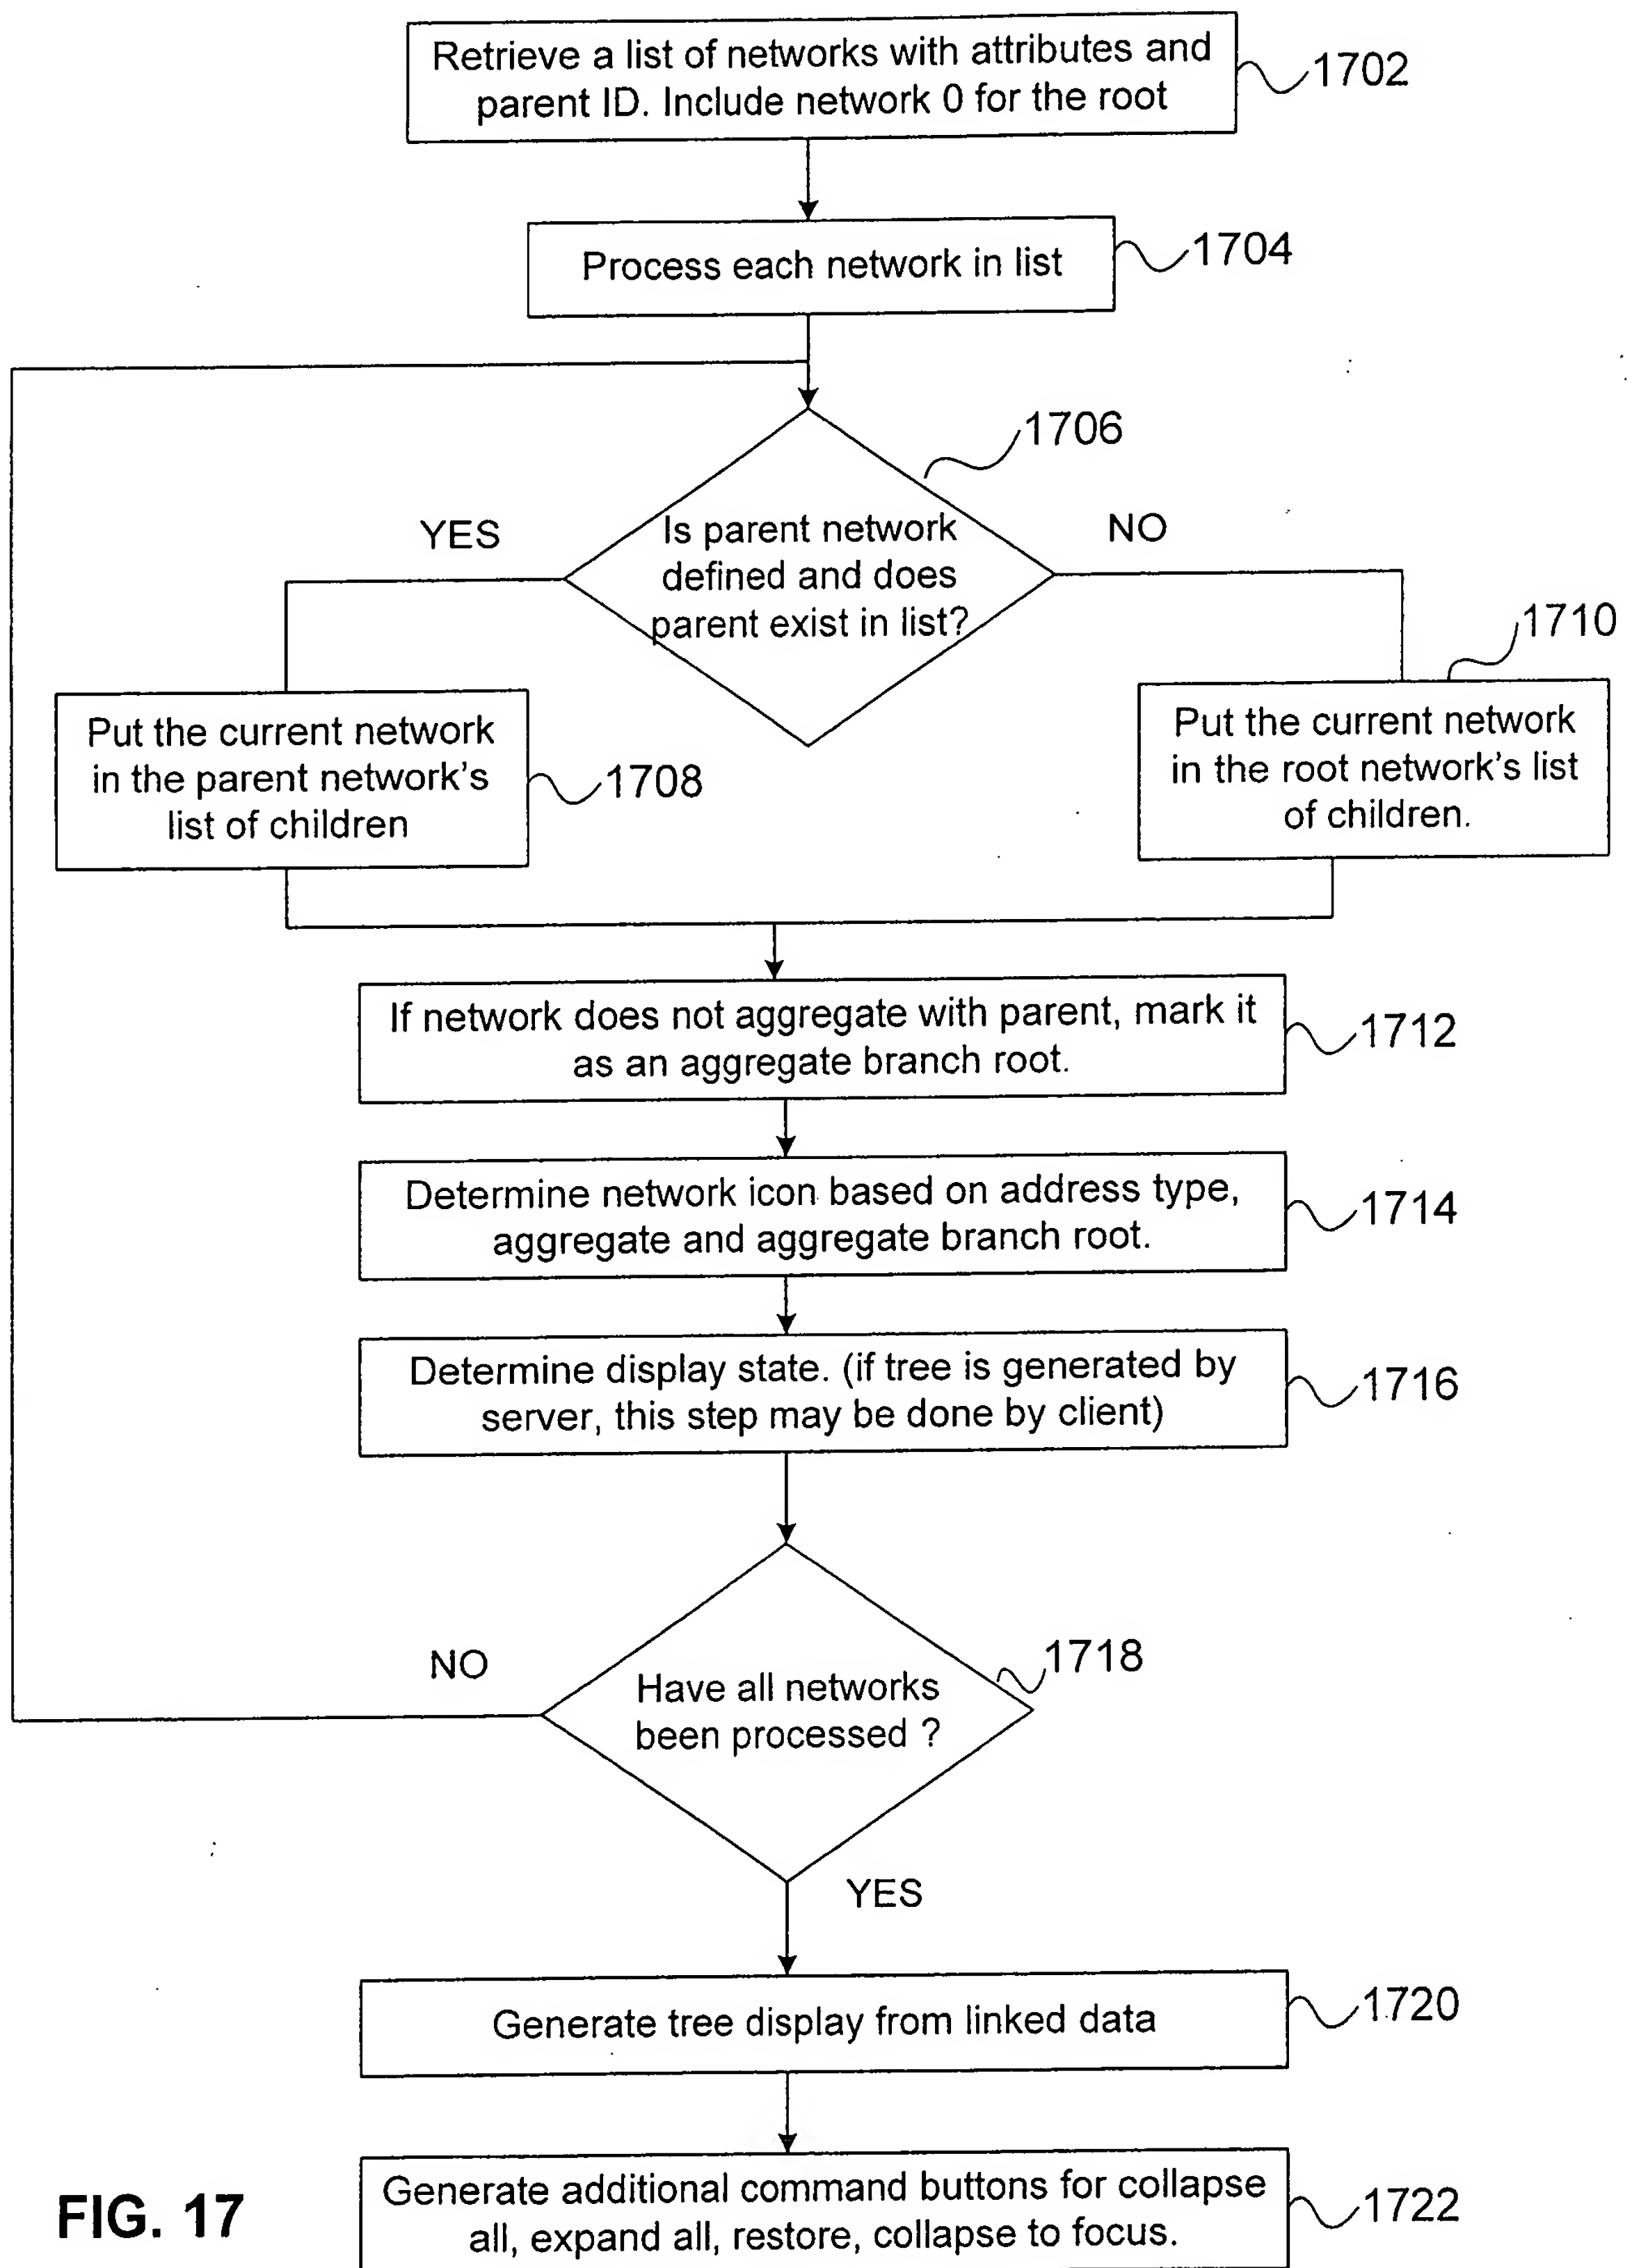 Retrieve a list of networks with attributes and
parent ID. Include network 0 for the root
1702
Process each network in list
1704
1706
YES
NO
Is parent network
defined and does
parent exist in list?
1710
Put the current network
in the parent network's
list of children
1708
Put the current network
in the root network's list
of children.
If network does not aggregate with parent, mark it
as an aggregate branch root.
1712
Determine network icon based on address type,
aggregate and aggregate branch root.
1714
Determine display state. (if tree is generated by
server, this step may be done by client)
1716
NO
1718
Have all networks
been processed ?
YES
Generate tree display from linked data
1720
Generate additional command buttons for collapse
all, expand all, restore, collapse to focus.
1722
FIG. 17